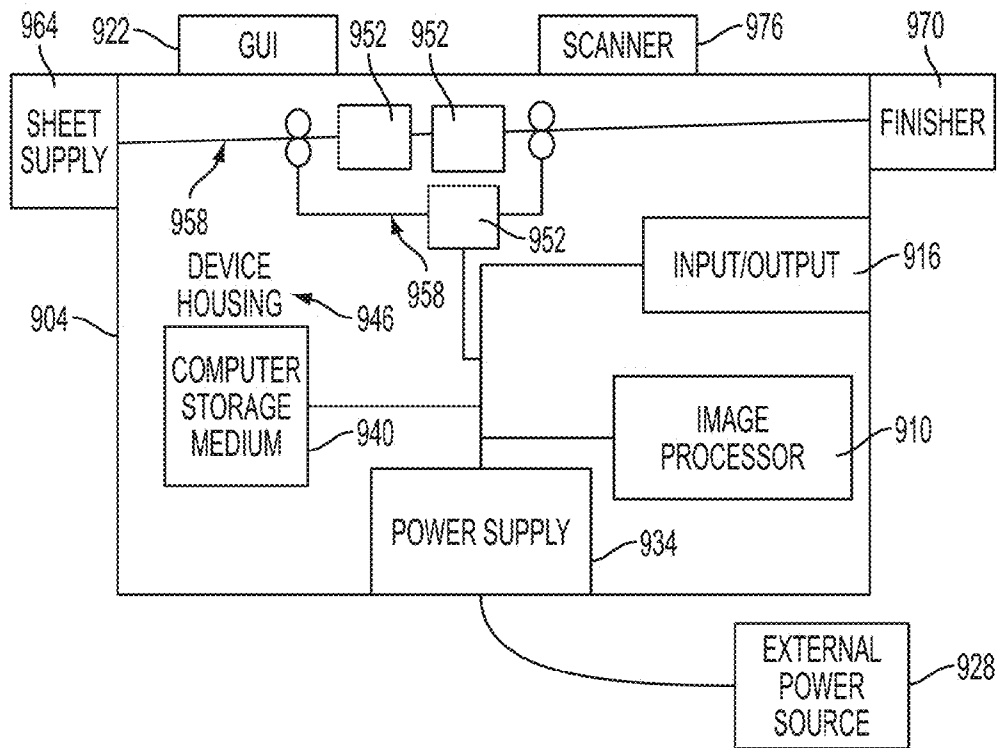 964
922
GUI
952
952
SCANNER
976
970
SHEET
SUPPLY
FINISHER
958
952
958
INPUT/OUTPUT
916
DEVICE
HOUSING
946
904
COMPUTER
STORAGE
MEDIUM
940
IMAGE
PROCESSOR
910
POWER SUPPLY
934
EXTERNAL
POWER
SOURCE
928